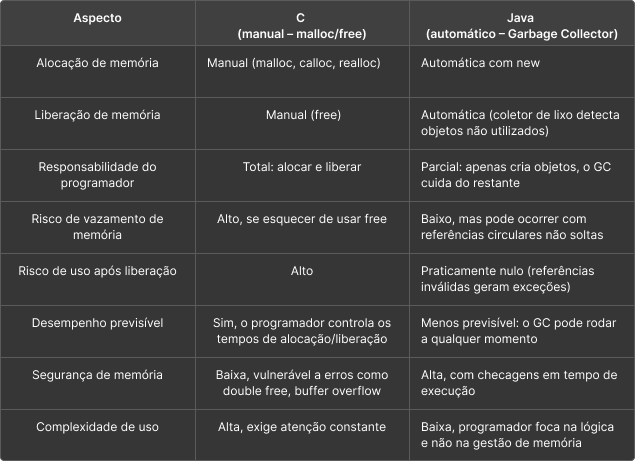 Aspecto
C
(manual – malloc/free)
Java
(automático – Garbage Collector)
Alocação de memória
Manual (malloc, calloc, realloc)
Automática com new
Liberação de memória
Manual (free)
Automática (coletor de lixo detecta
objetos não utilizados)
Responsabilidade do
programador
Total: alocar e liberar
Parcial: apenas cria objetos, o GC
cuida do restante
Risco de vazamento de
memória
Alto, se esquecer de usar free
Baixo, mas pode ocorrer com
referências circulares não soltas
Risco de uso após liberação
Alto
Praticamente nulo (referências
inválidas geram exceções)
Desempenho previsível
Sim, o programador controla os
tempos de alocação/liberação
Menos previsível: o GC pode rodar
a qualquer momento
Segurança de memória
Baixa, vulnerável a erros como
double free, buffer overflow
Alta, com checagens em tempo de
execução
Complexidade de uso
Alta, exige atenção constante
Baixa, programador foca na lógica
e não na gestão de memória